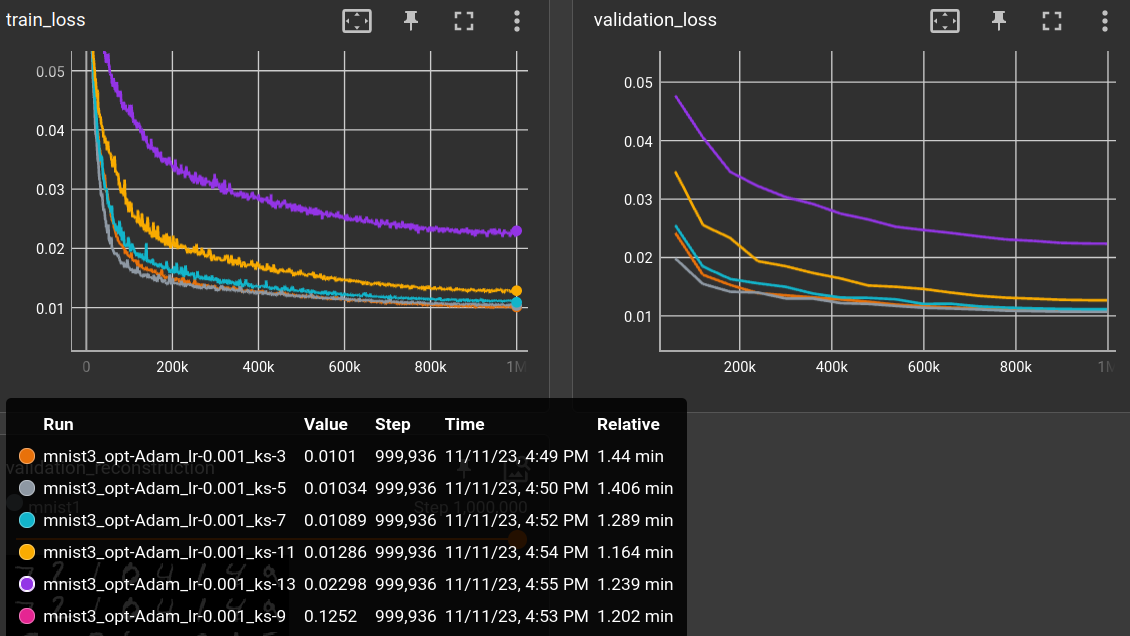 train_loss
validation_loss
0.05
0.04
0.03
0.02
0.01
0 200k 400k 600k 800k 1M
0.05
0.04
0.03
0.02
0.01
200k 400k 600k 800k 1M
Run Value Step Time Relative
mnist3_opt-Adam_lr-0.001_ks-3 0.0101 999,936 11/11/23, 4:49 PM 1.44 min
validation_reconstruction
mnist3_opt-Adam_lr-0.001_ks-5 0.01034 999,936 11/11/23, 4:50 PM 1.406 min
mnist1 Step 1,000,000
mnist3_opt-Adam_lr-0.001_ks-7 0.01089 999,936 11/11/23, 4:52 PM 1.289 min
mnist3_opt-Adam_lr-0.001_ks-11 0.01286 999,936 11/11/23, 4:54 PM 1.164 min
mnist3_opt-Adam_lr-0.001_ks-13 0.02298 999,936 11/11/23, 4:55 PM 1.239 min
mnist3_opt-Adam_lr-0.001_ks-9 0.1252 999,936 11/11/23, 4:53 PM 1.202 min